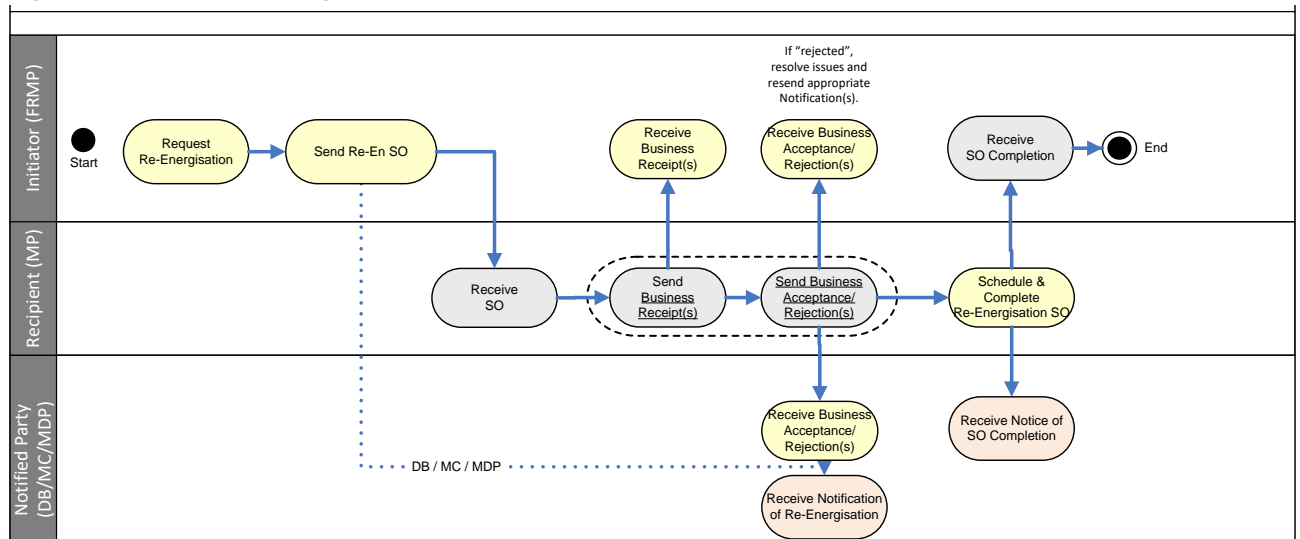 Initiator (FRMP)
Start
Request
Re-Energisation
Send Re-En SO
Receive
Business
Receipt(s)
If “rejected”,
resolve issues and
resend appropriate
Notification(s).
Receive Business
Acceptance/
Rejection(s)
Receive
SO Completion
End
Recipient (MP)
Receive
SO
Send
Business
Receipt(s)
Send Business
Acceptance/
Rejection(s)
Schedule &
Complete
Re-Energisation SO
Notified Party
(DB/MC/MDP)
DB / MC / MDP
Receive Business
Acceptance/
Rejection(s)
Receive Notification
of Re-Energisation
Receive Notice of
SO Completion